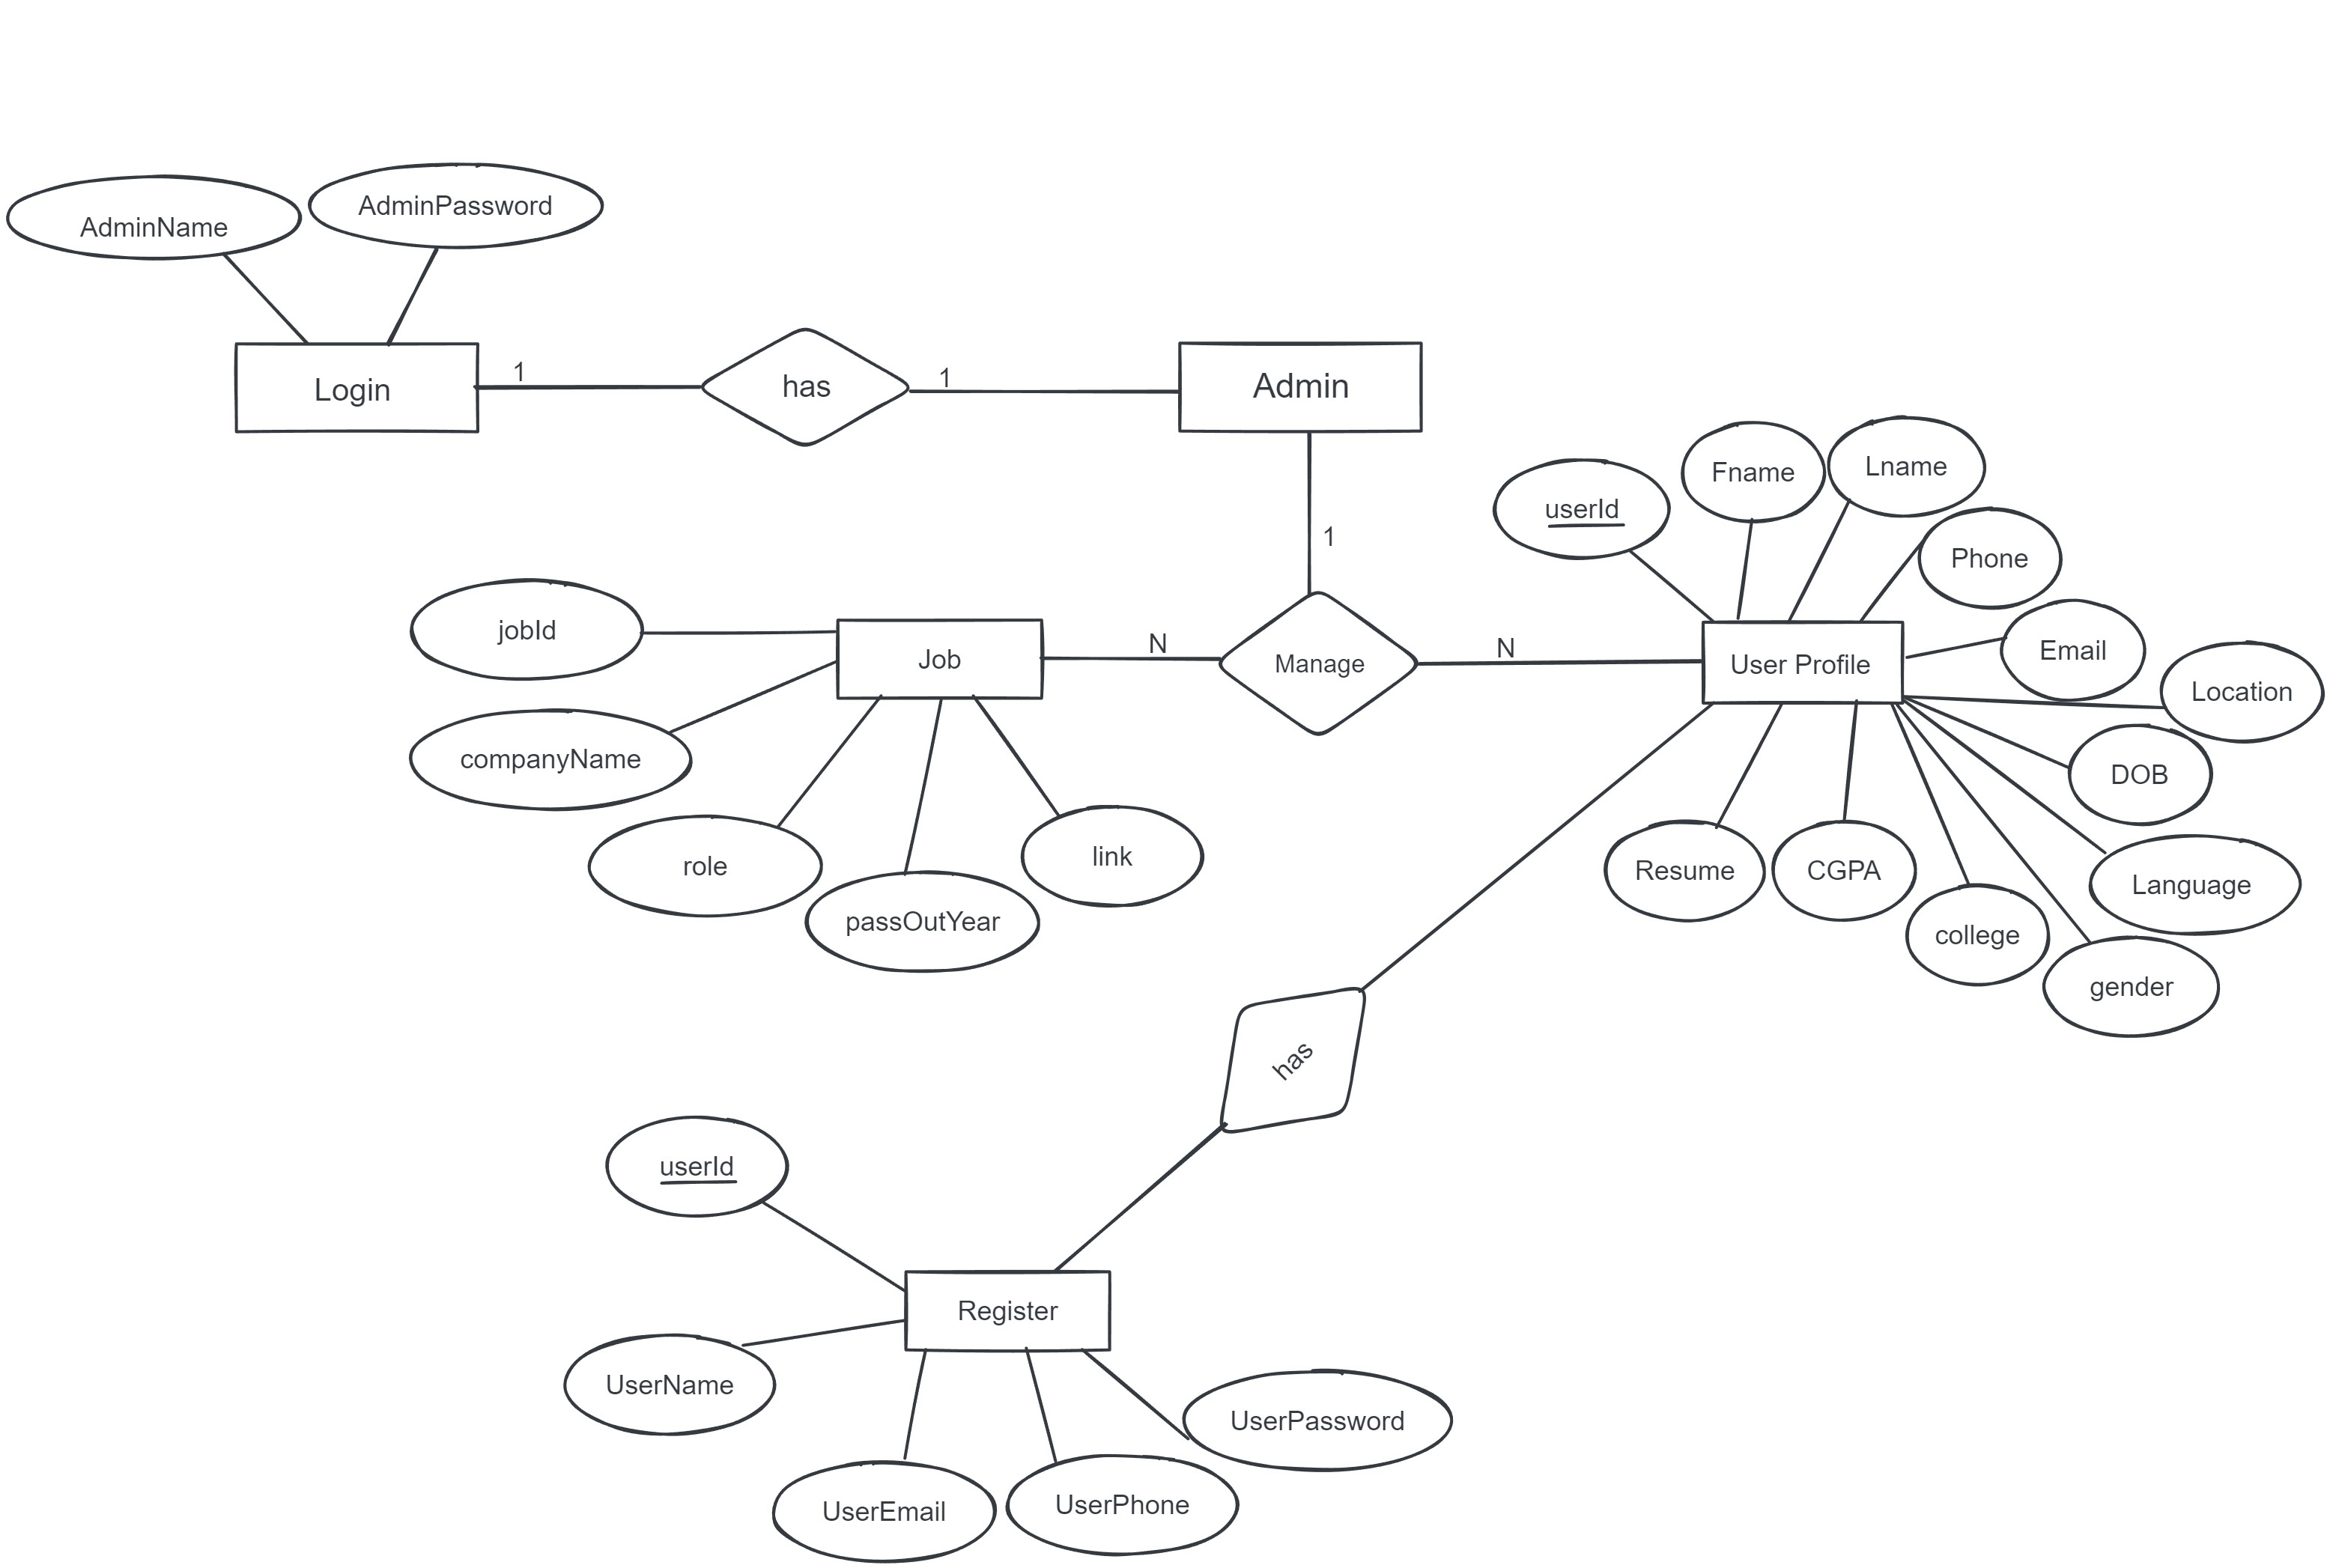 AdminName
AdminPassword
Login
1
has
1
Admin
1
userId
Fname
Lname
Phone
Email
Location
DOB
Language
gender
college
CGPA
Resume
User Profile
N
Manage
N
Job
jobId
companyName
role
passOutYear
link
has
userId
Register
UserName
UserEmail
UserPhone
UserPassword